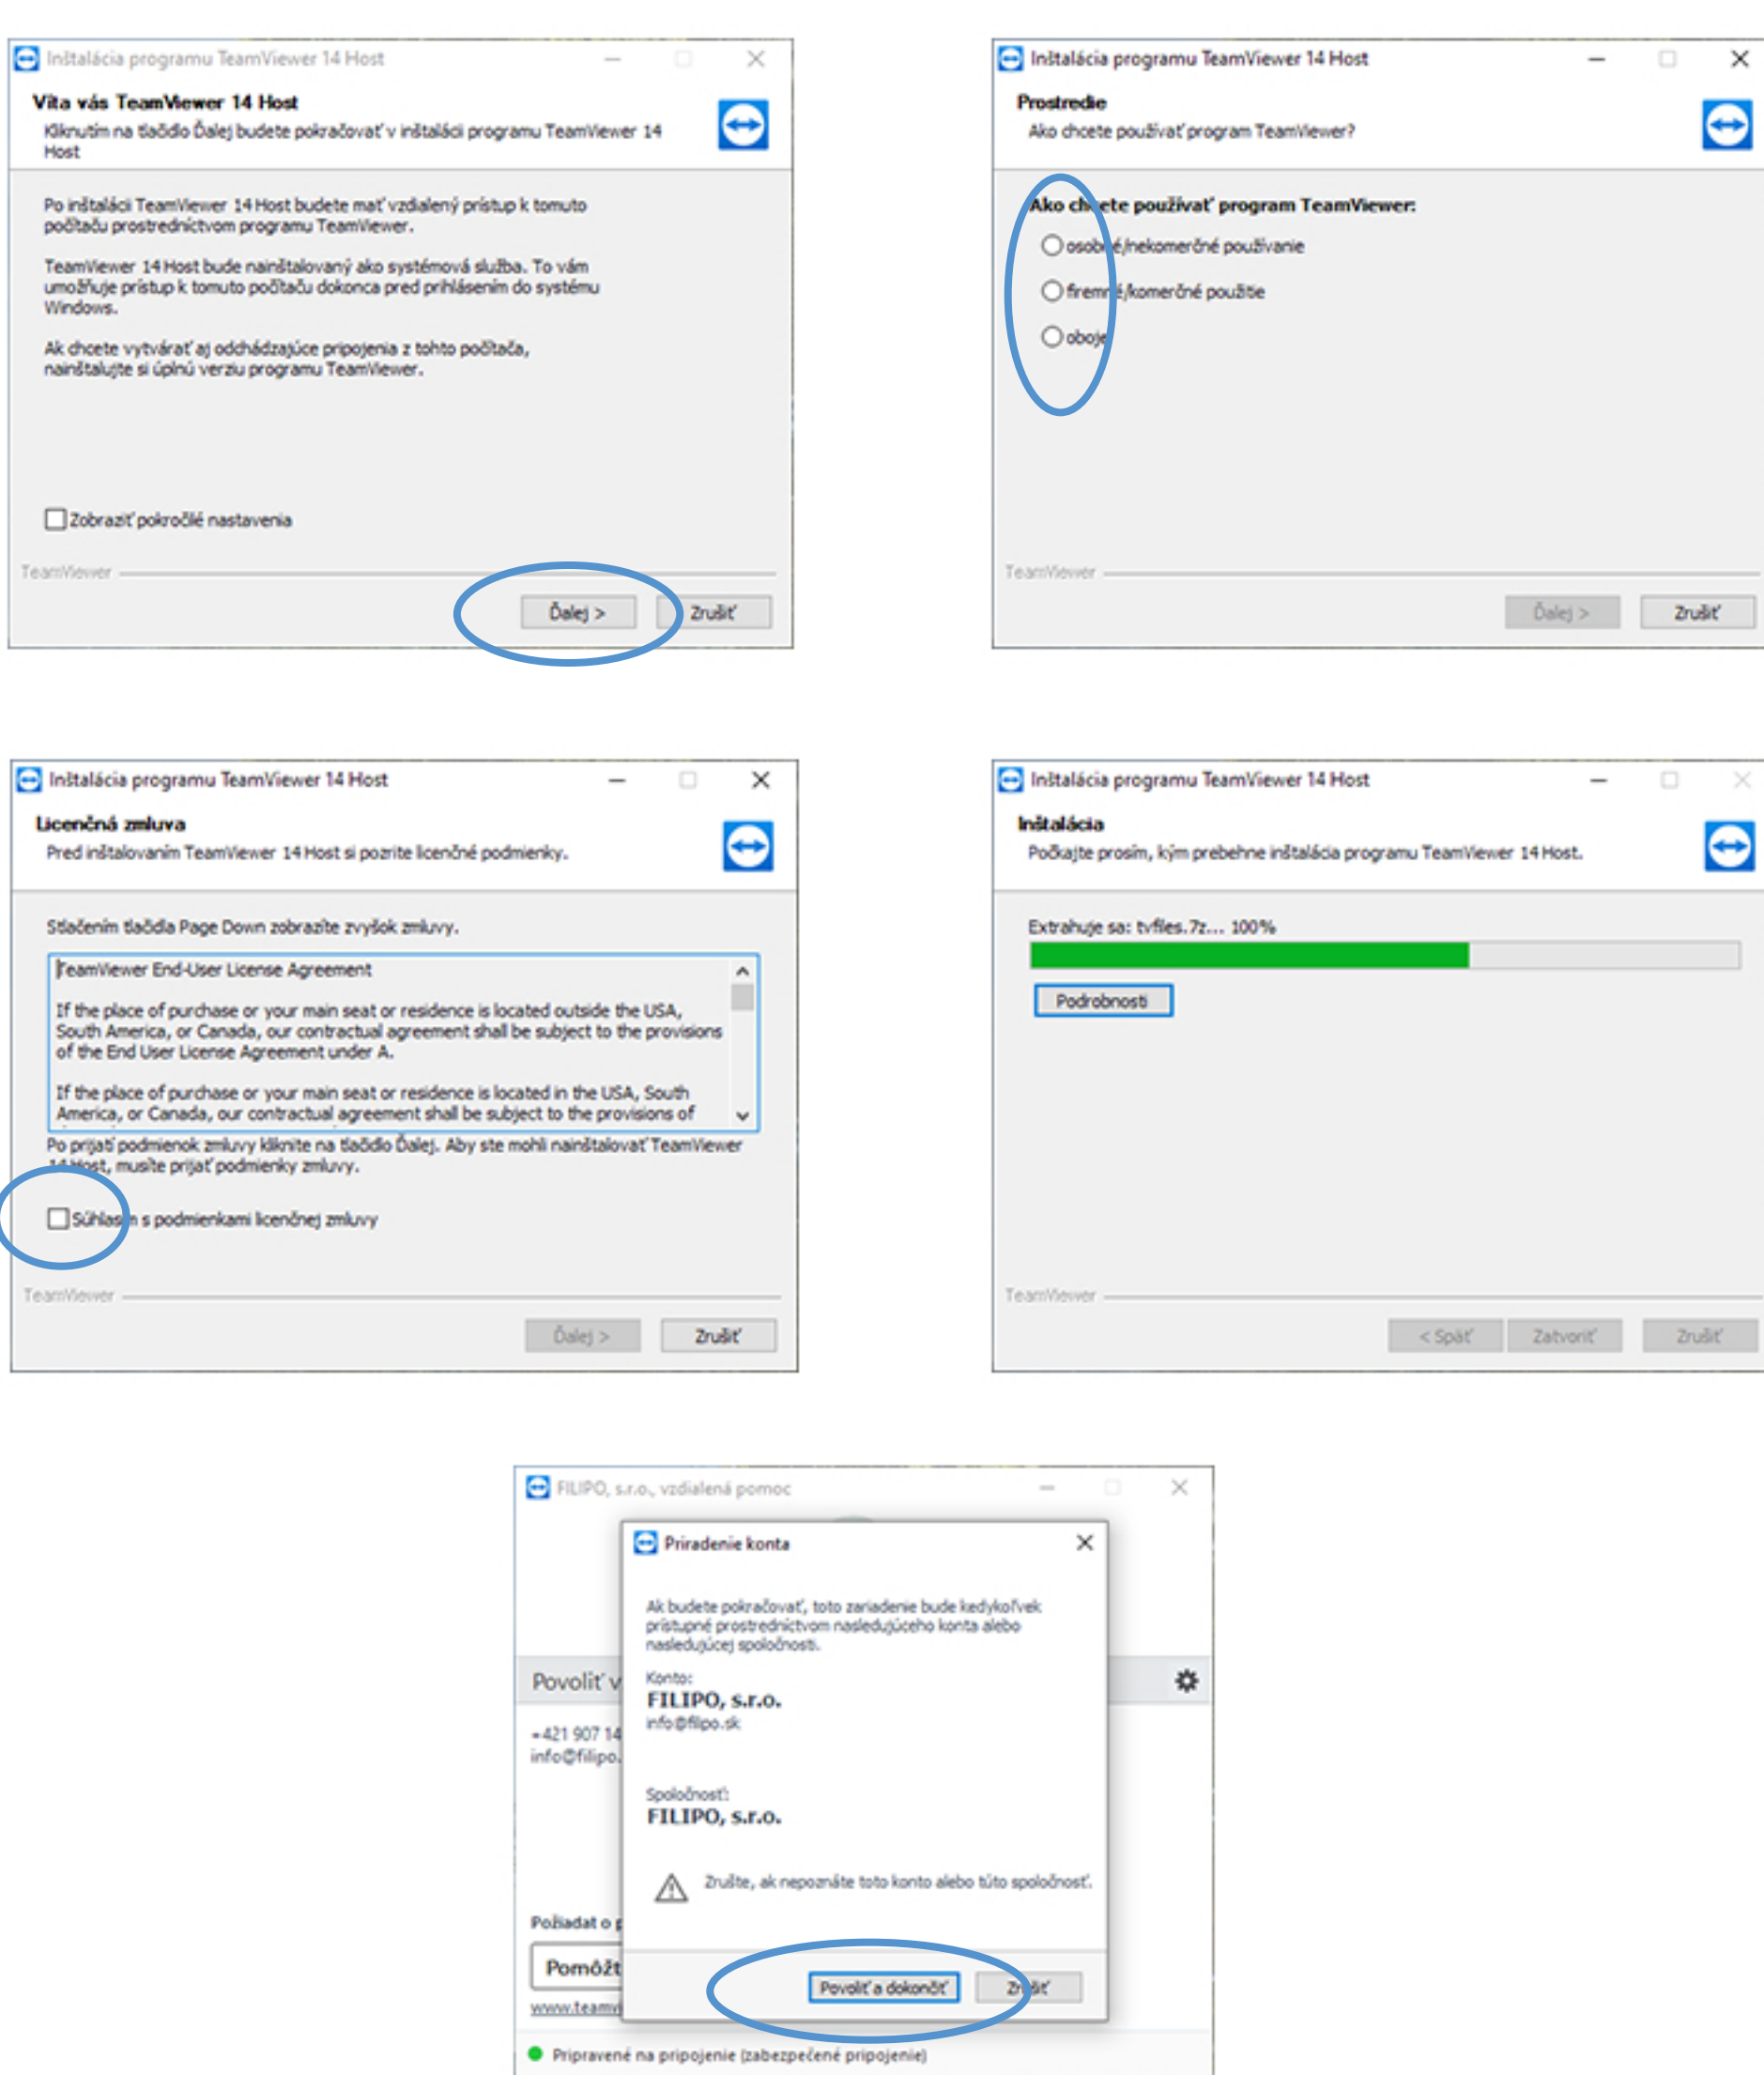 Inštalácia programu TeamViewer 14 Host
Víta vás TeamViewer 14 Host
Kliknutím na tlačidlo Ďalej budete pokračovať v inštalácii programu TeamViewer 14
Host
Po inštalácii TeamViewer 14 Host budete mať vzdialený prístup k tomuto
počítaču prostredníctvom programu TeamViewer.
TeamViewer 14 Host bude nainštalovaný ako systémová služba. To vám
umožňuje prístup k tomuto počítaču dokonca pred prihlásením do systému
Windows.
Ak chcete vytvárať aj odchádzajúce pripojenia z tohto počítača,
nainštalujte si úplnú verziu programu TeamViewer.
Zobraziť pokročilé nastavenia
TeamViewer
Ďalej >
Zrušiť
Inštalácia programu TeamViewer 14 Host
Prostredie
Ako chcete používať program TeamViewer?
Ako chcete používať program TeamViewer:
osobné/nekomerčné používanie
firemné/komerčné použitie
oboje
TeamViewer
Ďalej >
Zrušiť
Inštalácia programu TeamViewer 14 Host
Licenčná zmluva
Pred inštalovaním TeamViewer 14 Host si pozrite licenčné podmienky.
Stlačením tlačidla Page Down zobrazíte zvyšok zmluvy.
TeamViewer End-User License Agreement
If the place of purchase or your main seat or residence is located outside the USA,
South America, or Canada, our contractual agreement shall be subject to the provisions
of the End User License Agreement under A.
If the place of purchase or your main seat or residence is located in the USA, South
America, or Canada, our contractual agreement shall be subject to the provisions of
Po prijatí podmienok zmluvy kliknite na tlačidlo Ďalej. Aby ste mohli nainštalovať TeamViewer
14 Host, musíte prijať podmienky zmluvy.
Súhlasím s podmienkami licenčnej zmluvy
TeamViewer
Ďalej >
Zrušiť
Inštalácia programu TeamViewer 14 Host
Inštalácia
Počkajte prosím, kým prebehne inštalácia programu TeamViewer 14 Host.
Extrahuje sa: tvfiles.7z... 100%
Podrobnosti
TeamViewer
< Späť
Zatvoriť
Zrušiť
FILIPO, s.r.o., vzdialená pomoc
Priradenie konta
Ak budete pokračovať, toto zariadenie bude kedykoľvek
prístupné prostredníctvom nasledujúceho konta alebo
nasledujúcej spoločnosti.
Konto:
FILIPO, s.r.o.
info@filipo.sk
Spoločnosť:
FILIPO, s.r.o.
Zrušte, ak nepoznáte toto konto alebo túto spoločnosť.
Povoliť a dokončiť
Zrušiť
Povoliť v
+421 907 14
info@filipo.
Požiadat o p
Pomôžt
www.teamvi
Pripravené na pripojenie (zabezpečené pripojenie)